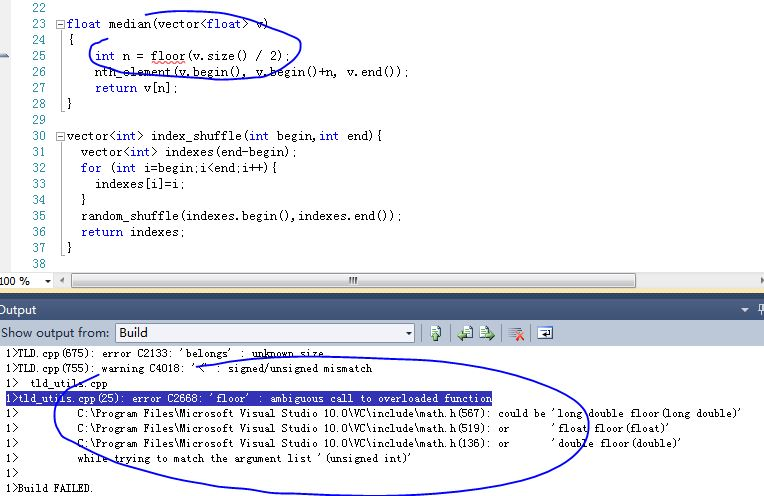 22
23 float median(vector<float> v)
24 {
25 int n = floor(v.size() / 2);
26 nth_element(v.begin(), v.begin()+n, v.end());
27 return v[n];
28 }
29
30 vector<int> index_shuffle(int begin,int end){
31 vector<int> indexes(end-begin);
32 for (int i=begin;i<end;i++){
33 indexes[i]=i;
34 }
35 random_shuffle(indexes.begin(),indexes.end());
36 return indexes;
37 }
38
100 %
Output
Show output from: Build
1>TLD.cpp(675): error C2133: 'belongs' : unknown size
1>TLD.cpp(755): warning C4018: '<' : signed/unsigned mismatch
1> tld_utils.cpp
1>tld_utils.cpp(25): error C2668: 'floor' : ambiguous call to overloaded function
1> C:\Program Files\Microsoft Visual Studio 10.0\VC\include\math.h(567): could be 'long double floor(long double)'
1> C:\Program Files\Microsoft Visual Studio 10.0\VC\include\math.h(519): or 'float floor(float)'
1> C:\Program Files\Microsoft Visual Studio 10.0\VC\include\math.h(136): or 'double floor(double)'
1> while trying to match the argument list '(unsigned int)'
1>
1>Build FAILED.